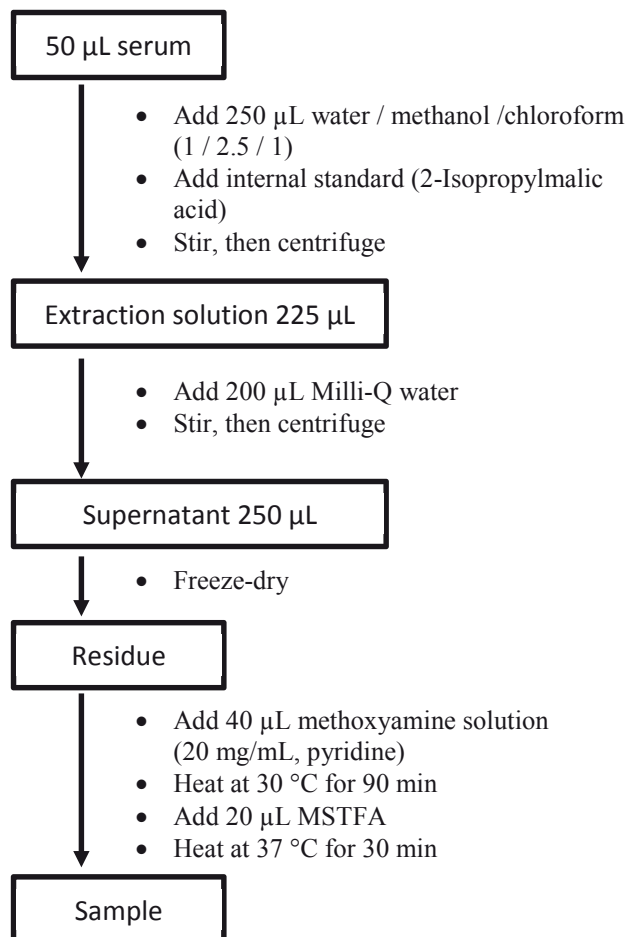 50 µL serum
• Add 250 µL water / methanol /chloroform
(1 / 2.5 / 1)
• Add internal standard (2-Isopropylmalic
acid)
• Stir, then centrifuge
Extraction solution 225 µL
• Add 200 µL Milli-Q water
• Stir, then centrifuge
Supernatant 250 µL
• Freeze-dry
Residue
• Add 40 µL methoxyamine solution
(20 mg/mL, pyridine)
• Heat at 30 °C for 90 min
• Add 20 µL MSTFA
• Heat at 37 °C for 30 min
Sample